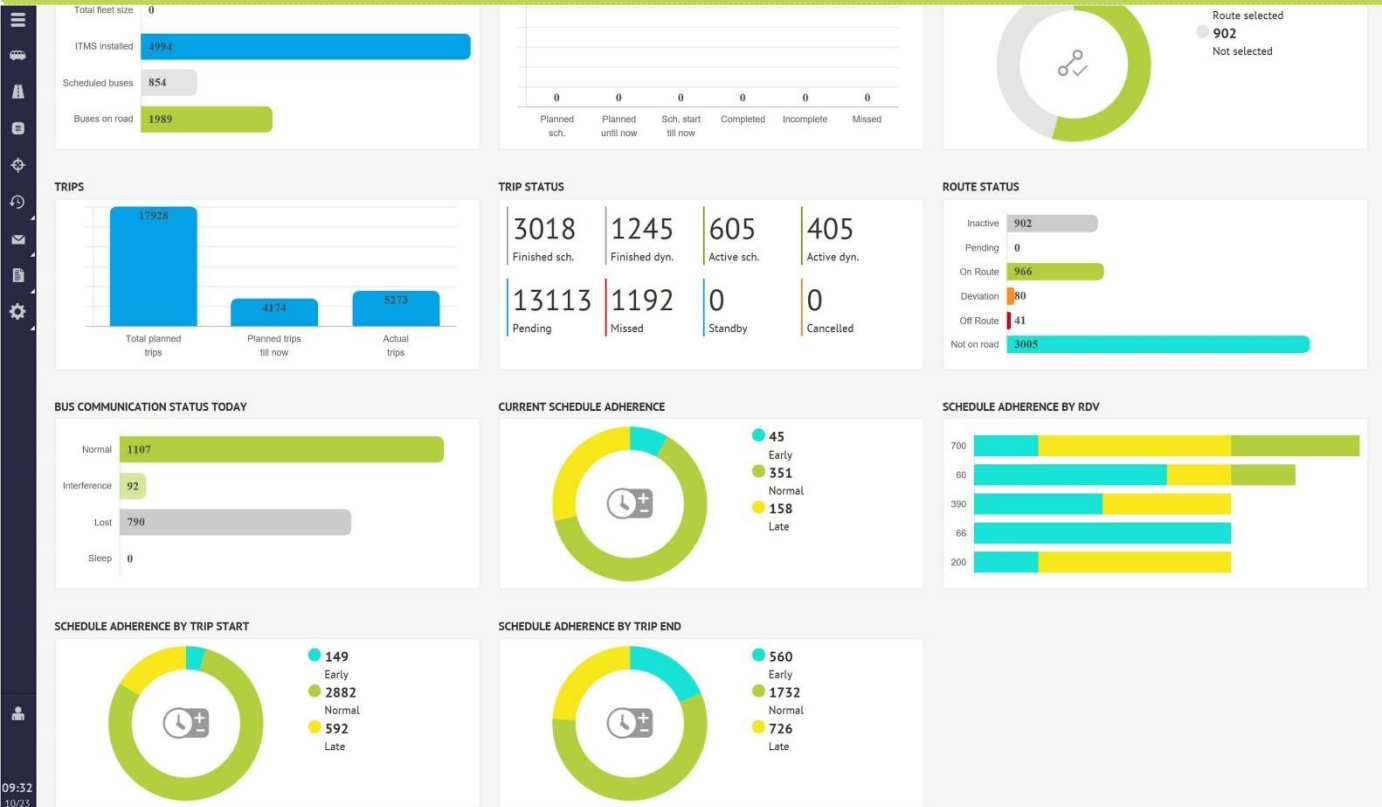 Total fleet size 0
ITMS installed 4994
Scheduled buses 854
Buses on road 1989
0 0 0 0 0 0
Planned sch. Planned until now Sch. start till now Completed Incomplete Missed
Route selected
902
Not selected
TRIPS
17928
4174
5273
Total planned trips
Planned trips till now
Actual trips
TRIP STATUS
3018 1245 605 405
Finished sch. Finished dyn. Active sch. Active dyn.
13113 1192 0 0
Pending Missed Standby Cancelled
ROUTE STATUS
Inactive 902
Pending 0
On Route 966
Deviation 80
Off Route 41
Not on road 3005
BUS COMMUNICATION STATUS TODAY
Normal 1107
Interference 92
Lost 790
Sleep 0
CURRENT SCHEDULE ADHERENCE
45
Early
351
Normal
158
Late
SCHEDULE ADHERENCE BY RDV
700
60
390
66
200
SCHEDULE ADHERENCE BY TRIP START
149
Early
2882
Normal
592
Late
SCHEDULE ADHERENCE BY TRIP END
560
Early
1732
Normal
726
Late
09:32
10/23